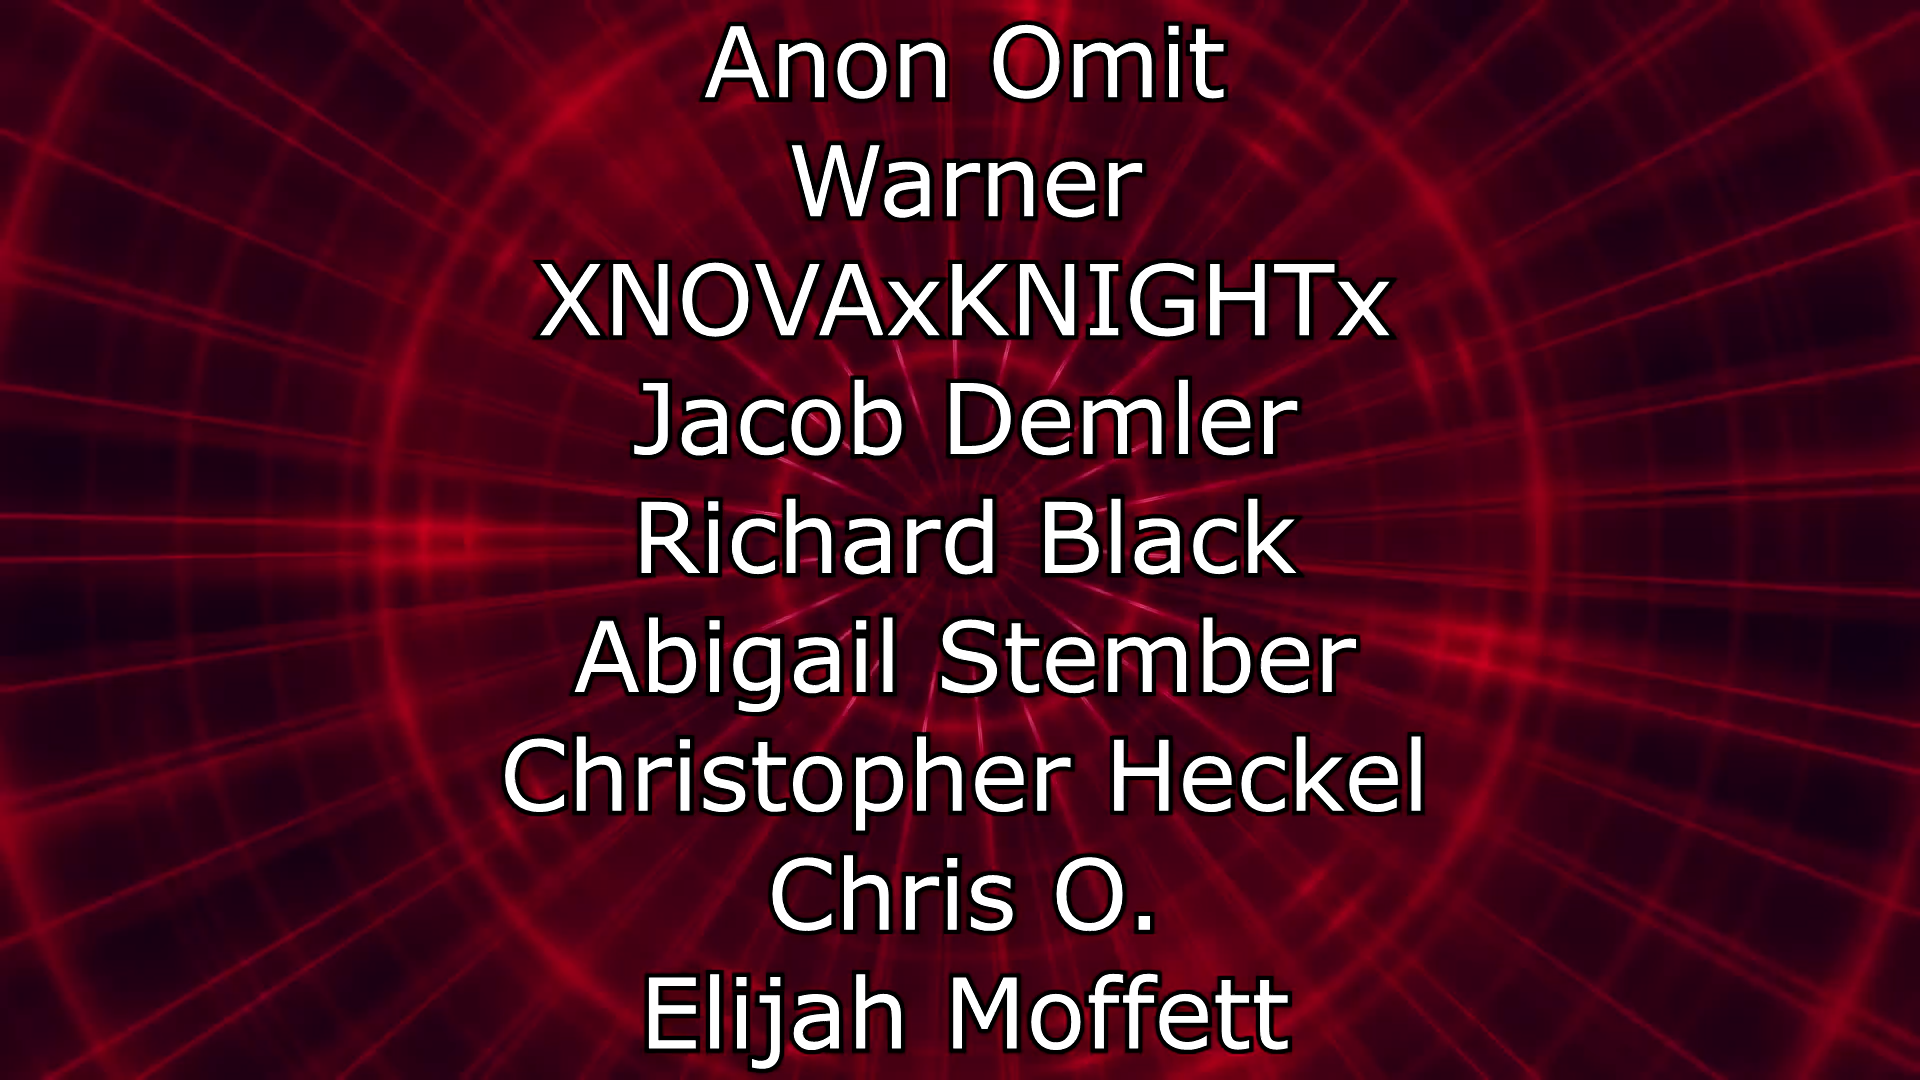 Anon Omit
Warner
XNOVAxKNIGHTx
Jacob Demler
Richard Black
Abigail Stember
Christopher Heckel
Chris O.
Elijah Moffett